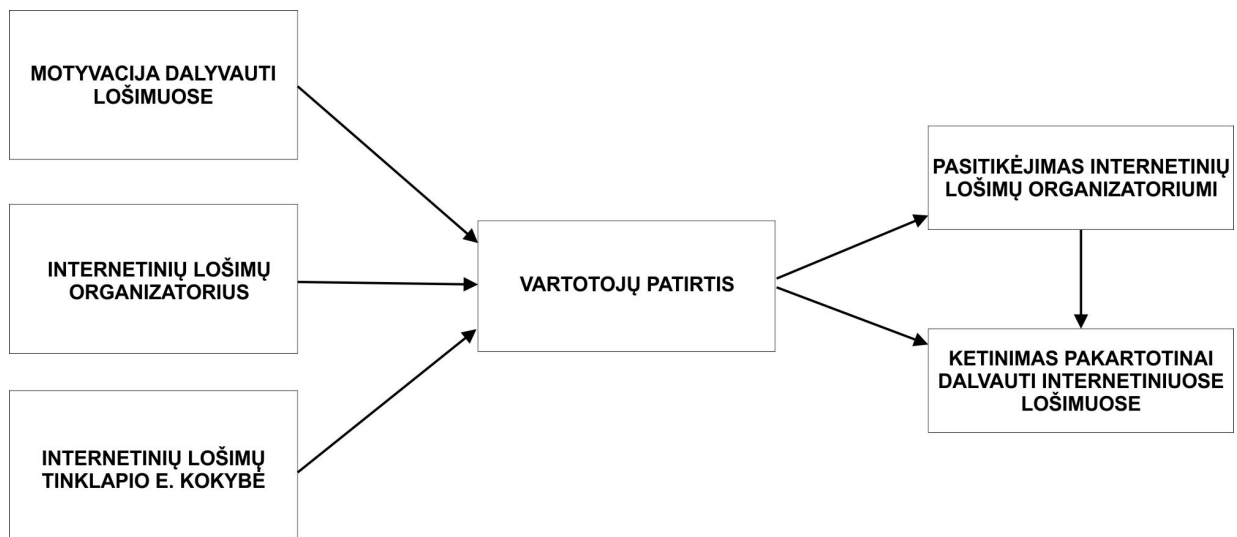 MOTYVACIJA DALYVAUTI
LOŠIMUOSE
INTERNETINIŲ LOŠIMŲ
ORGANIZATORIUS
INTERNETINIŲ LOŠIMŲ
TINKLAPIO E. KOKYBĖ
VARTOTOJŲ PATIRTIS
PASITIKĖJIMAS INTERNETINIŲ
LOŠIMŲ ORGANIZATORIUMI
KETINIMAS PAKARTOTINAI
DALVAUTI INTERNETINIUOSE
LOŠIMUOSE